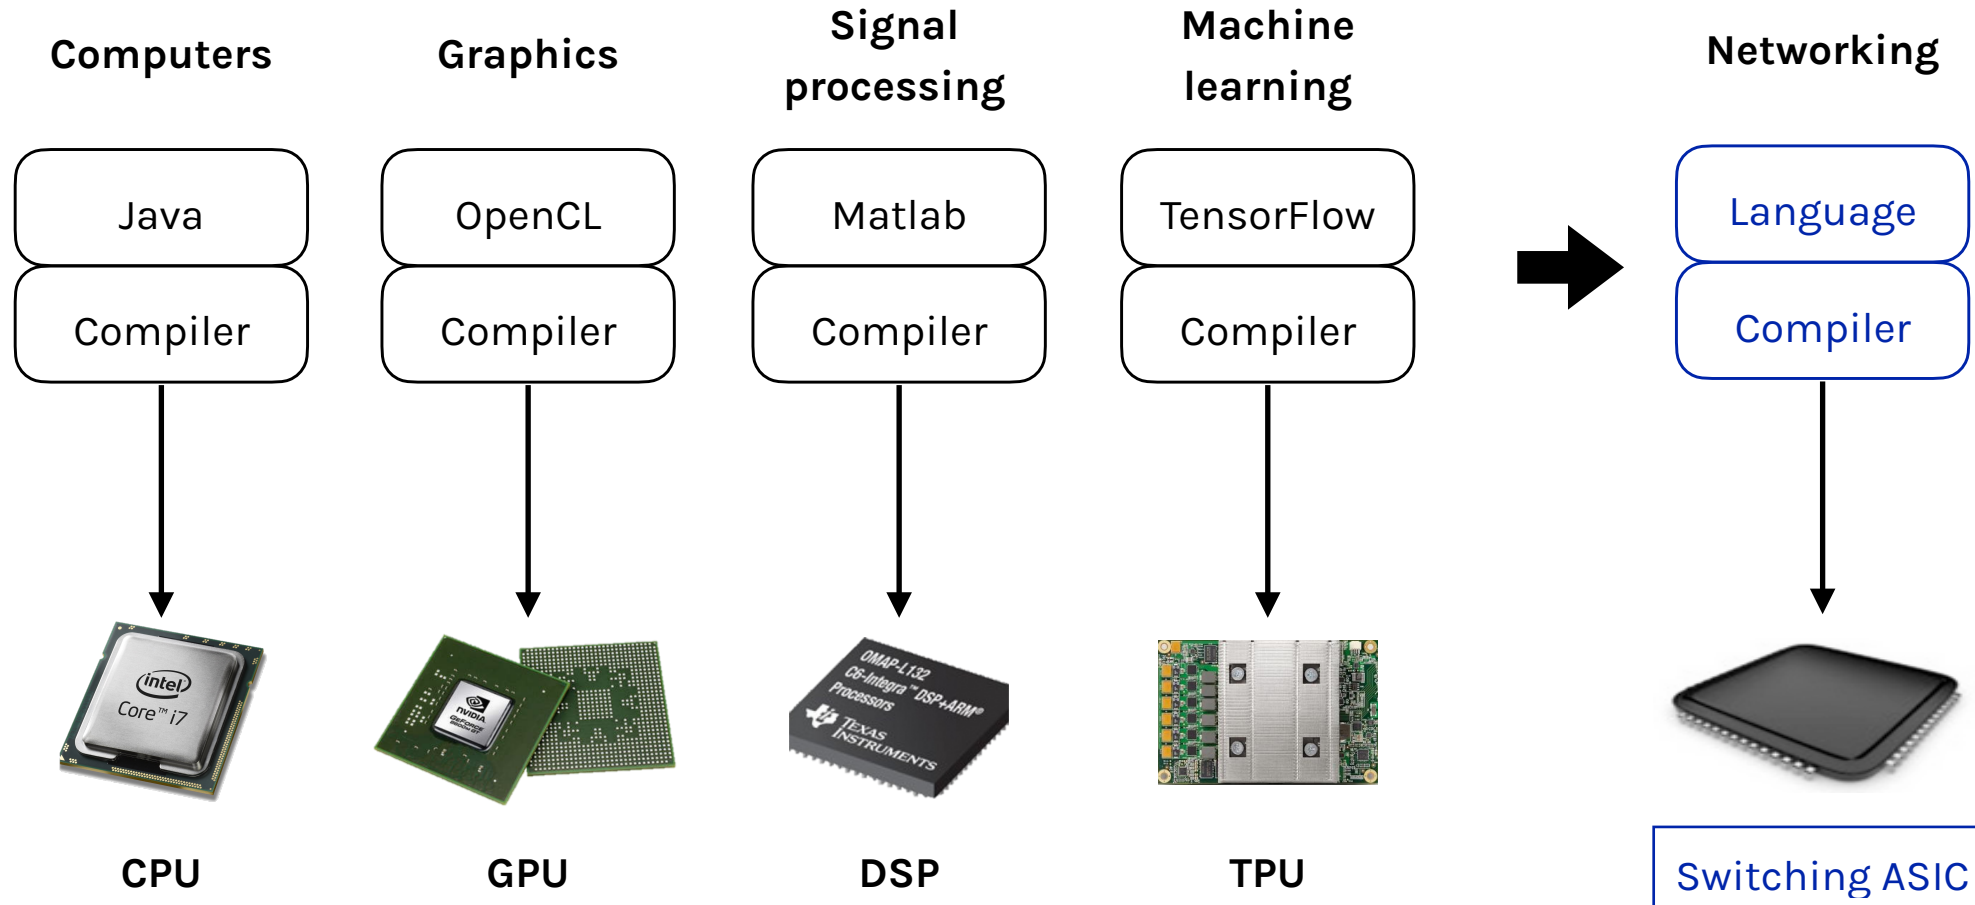 Computers
Graphics
Signal
processing
Machine
learning
Networking
Java
OpenCL
Matlab
TensorFlow
Language
Compiler
Compiler
Compiler
Compiler
Compiler
intel
Core™ i7
NVIDIA
GEFORCE
OMAP-L132
C6-Integra™ DSP+ARM®
Processors
TEXAS
INSTRUMENTS
CPU
GPU
DSP
TPU
Switching ASIC